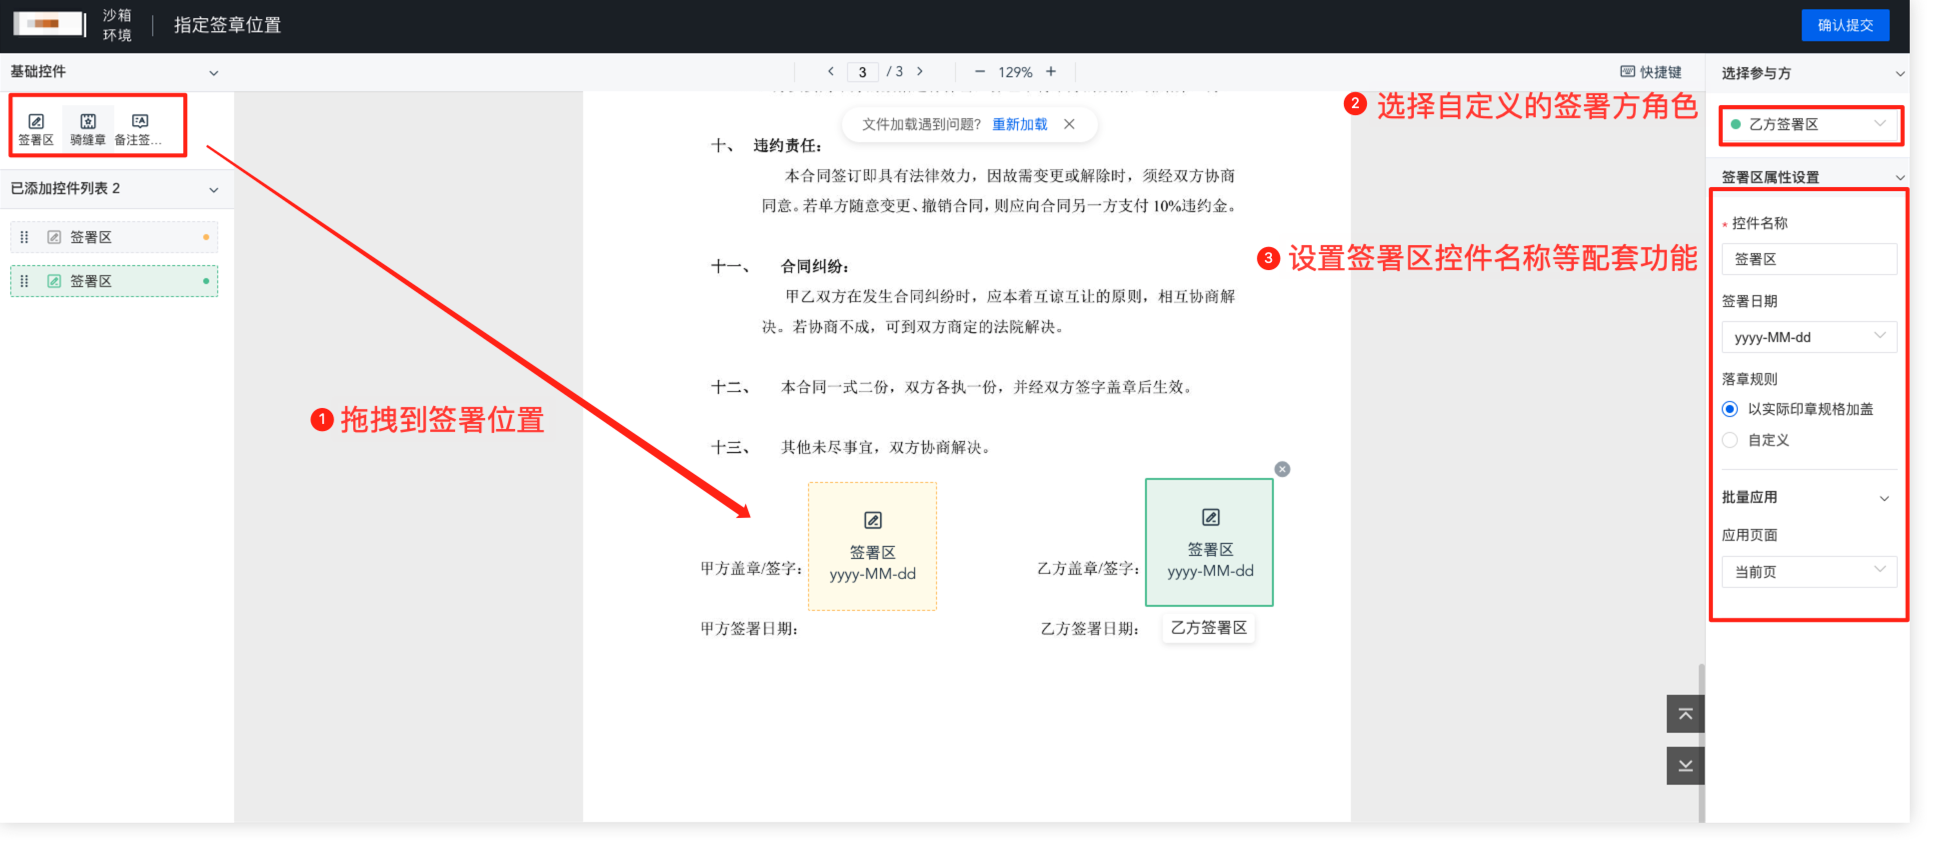 沙箱
环境
指定签章位置
确认提交
基础控件
3 / 3
129%
快捷键
选择参与方
签署区
骑缝章
备注签...
文件加载遇到问题? 重新加载
❷ 选择自定义的签署方角色
乙方签署区
十、 违约责任:
已添加控件列表 2
签署区属性设置
本合同签订即具有法律效力, 因故需变更或解除时, 须经双方协商
同意。若单方随意变更、撤销合同, 则应向合同另一方支付 10%违约金。
* 控件名称
签署区
签署区
❸ 设置签署区控件名称等配套功能
签署区
十一、 合同纠纷:
甲乙双方在发生合同纠纷时, 应本着互谅互让的原则, 相互协商解
决。若协商不成, 可到双方商定的法院解决。
签署日期
yyyy-MM-dd
落章规则
十二、 本合同一式二份, 双方各执一份, 并经双方签字盖章后生效。
以实际印章规格加盖
❶ 拖拽到签署位置
自定义
十三、 其他未尽事宜, 双方协商解决。
批量应用
应用页面
当前页
签署区
yyyy-MM-dd
签署区
yyyy-MM-dd
甲方盖章/签字:
乙方盖章/签字:
甲方签署日期:
乙方签署日期:
乙方签署区